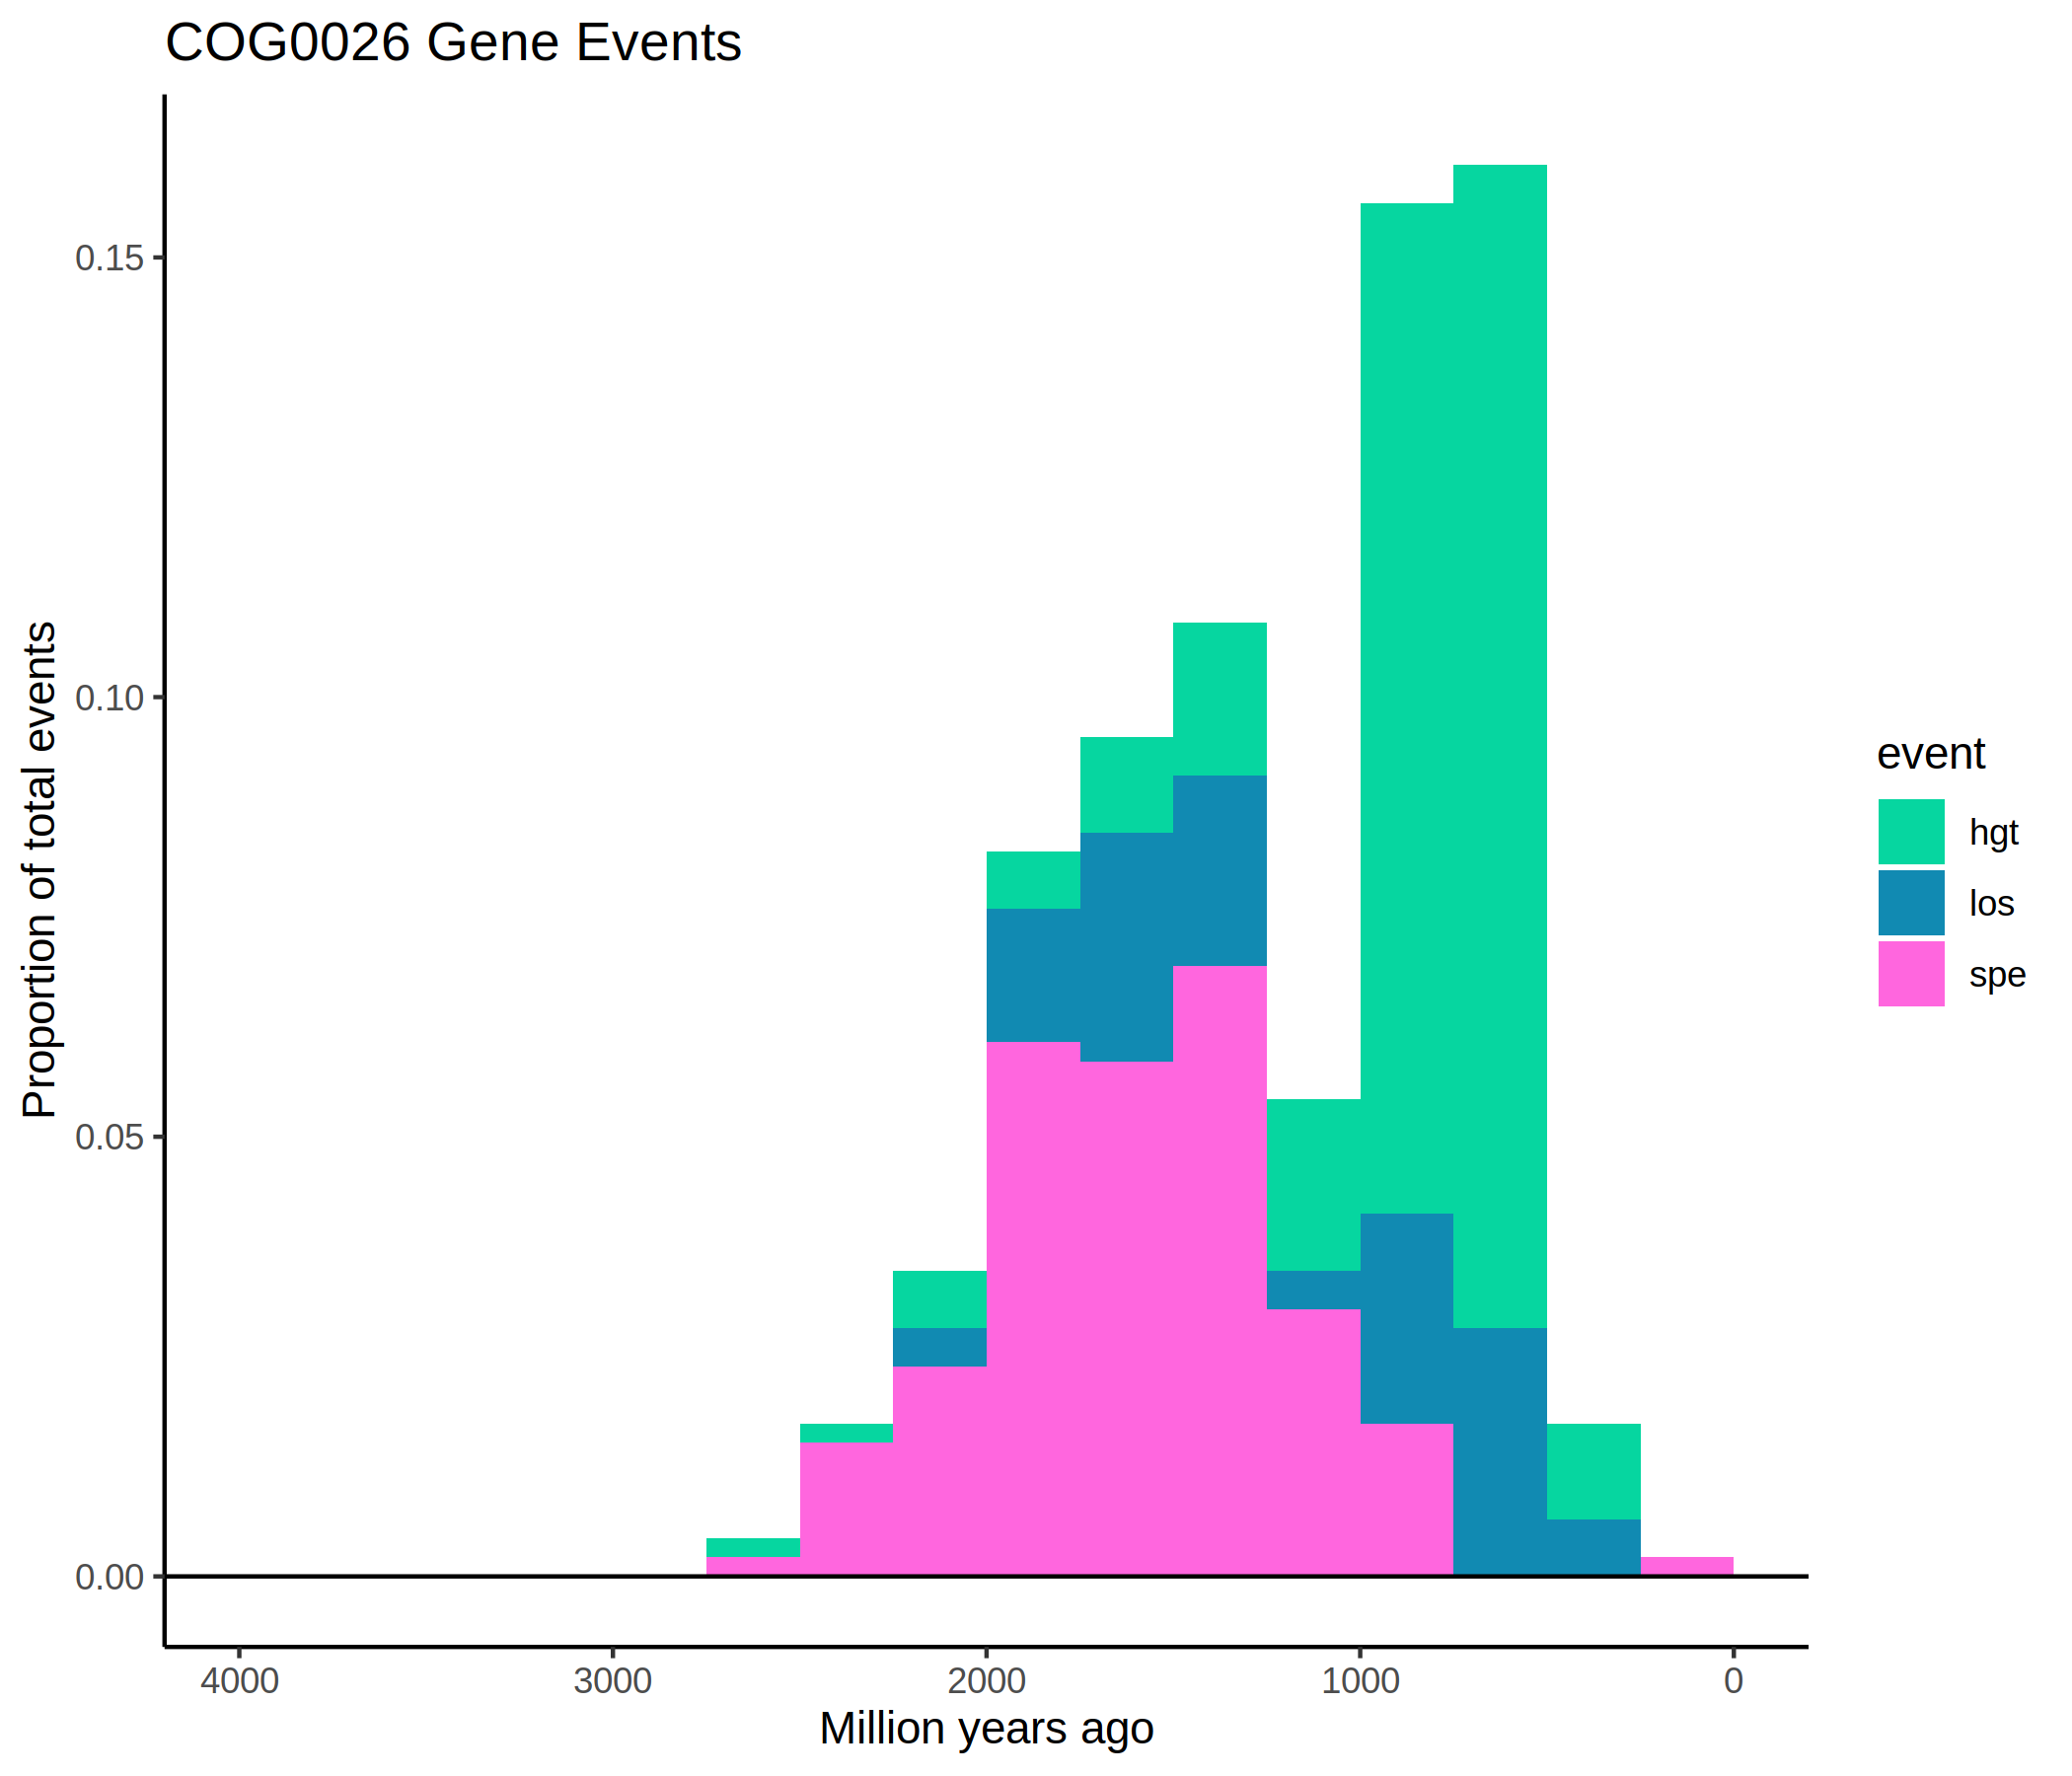 COG0026 Gene Events
Proportion of total events
0.15
0.10
0.05
0.00
4000 3000 2000 1000 0
Million years ago
event
hgt
los
spe